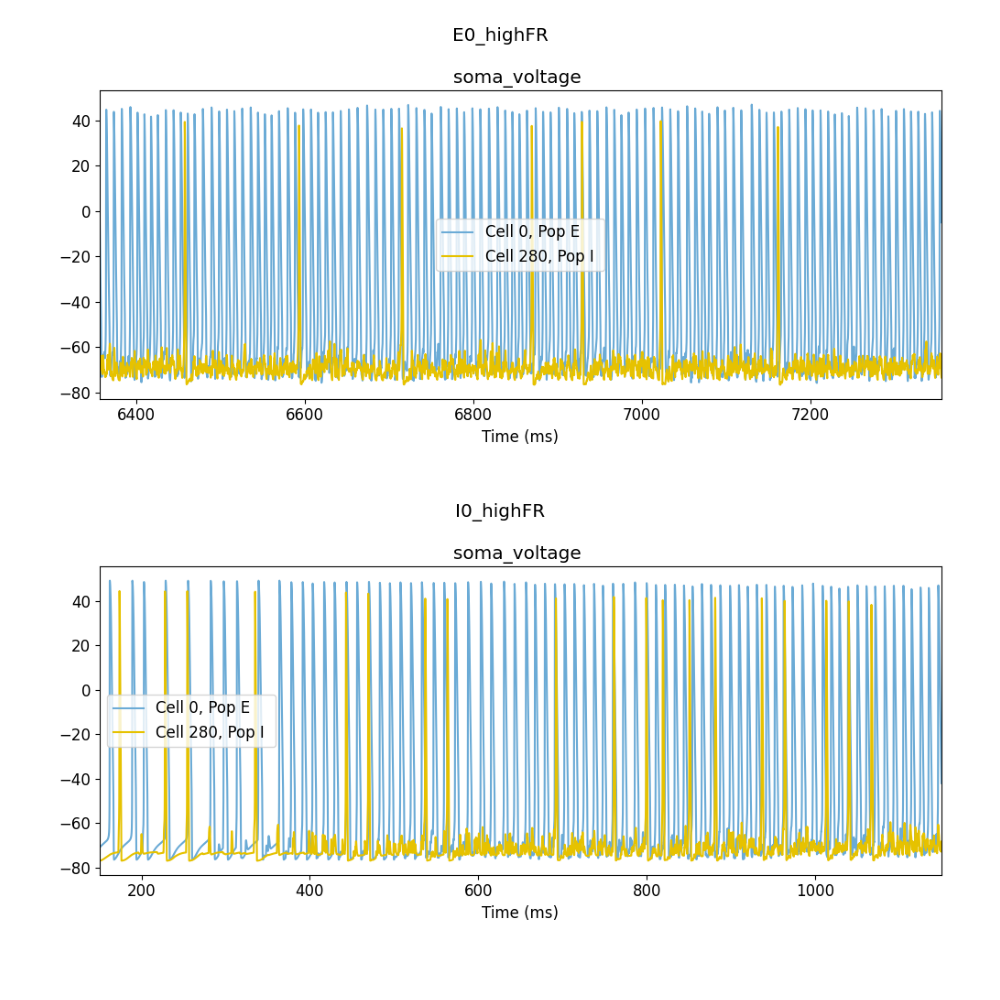 E0_highFR
soma_voltage
40
20
0
−20
−40
−60
−80
Cell 0, Pop E
Cell 280, Pop I
6400 6600 6800 7000 7200
Time (ms)
I0_highFR
soma_voltage
40
20
0
−20
−40
−60
−80
Cell 0, Pop E
Cell 280, Pop I
200 400 600 800 1000
Time (ms)